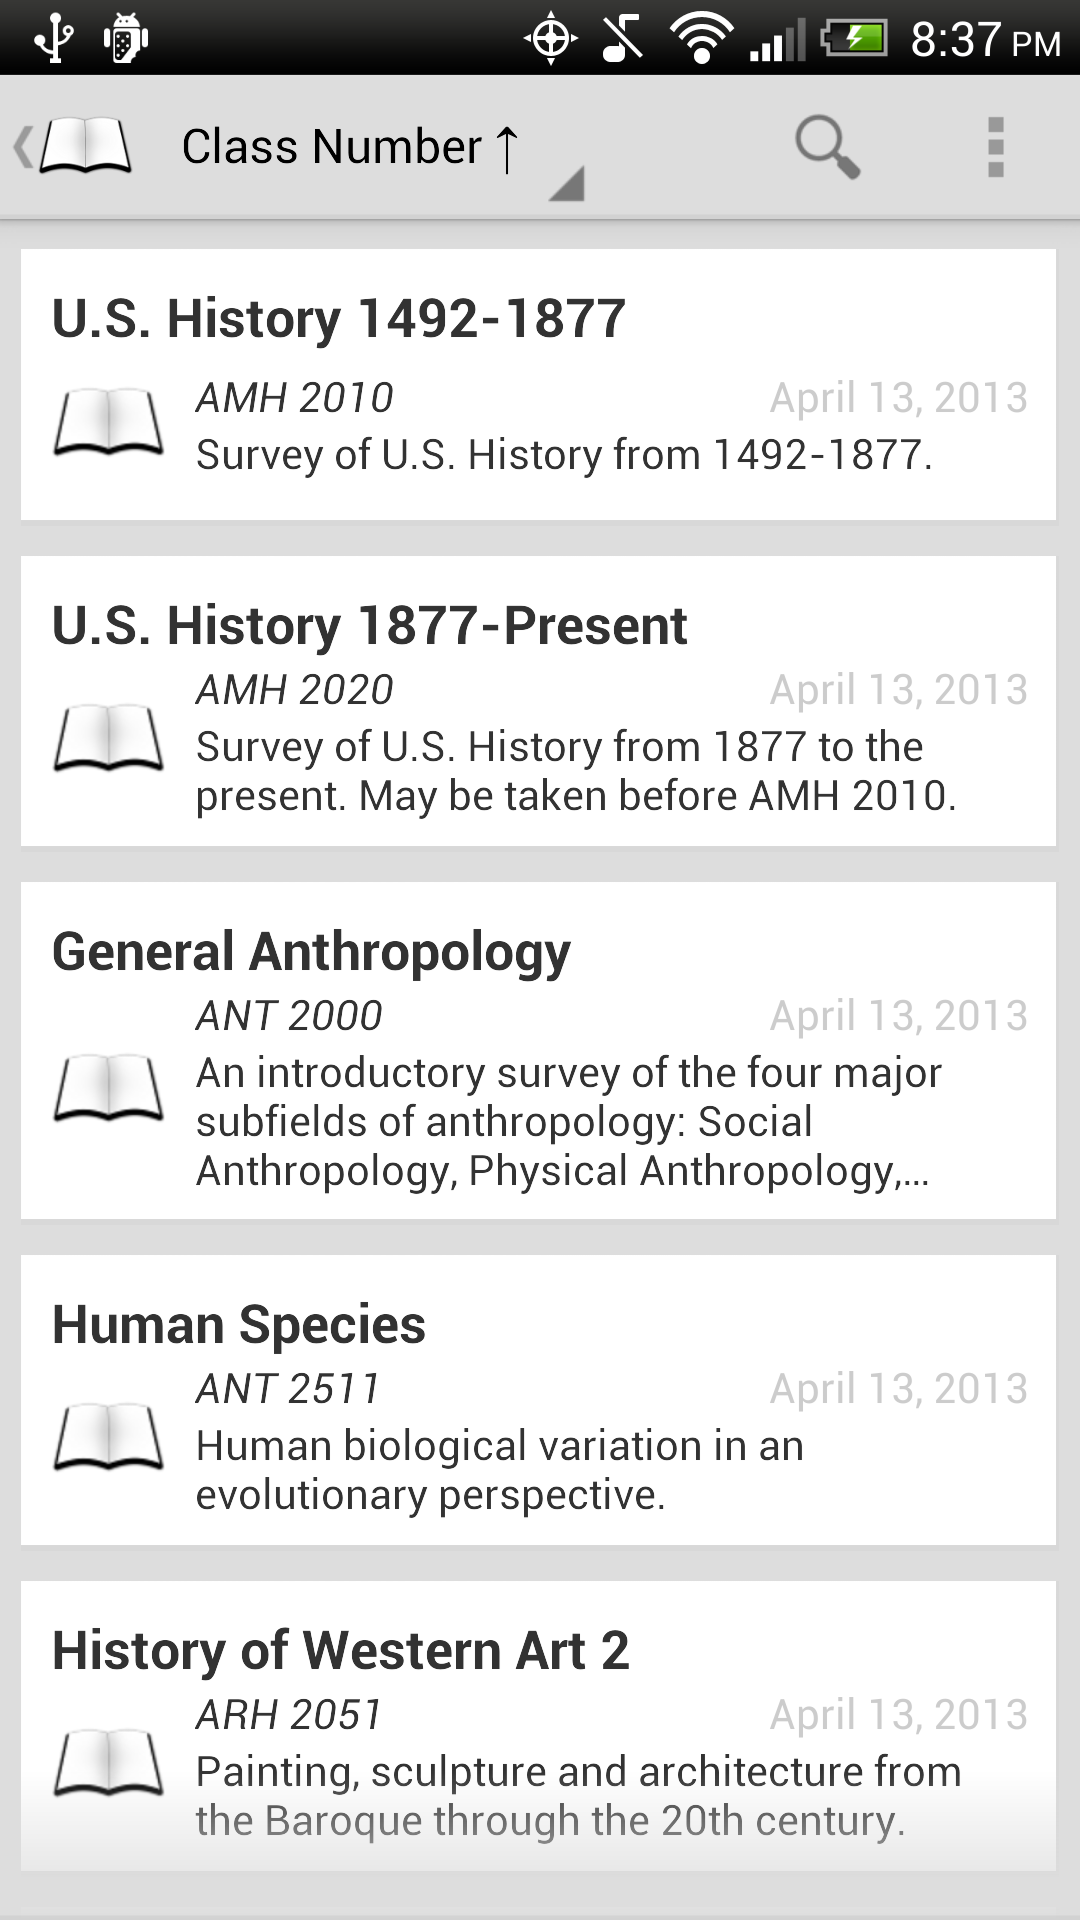 8:37 PM
Class Number ↑
U.S. History 1492-1877
AMH 2010 April 13, 2013
Survey of U.S. History from 1492-1877.
U.S. History 1877-Present
AMH 2020 April 13, 2013
Survey of U.S. History from 1877 to the
present. May be taken before AMH 2010.
General Anthropology
ANT 2000 April 13, 2013
An introductory survey of the four major
subfields of anthropology: Social
Anthropology, Physical Anthropology,...
Human Species
ANT 2511 April 13, 2013
Human biological variation in an
evolutionary perspective.
History of Western Art 2
ARH 2051 April 13, 2013
Painting, sculpture and architecture from
the Baroque through the 20th century.